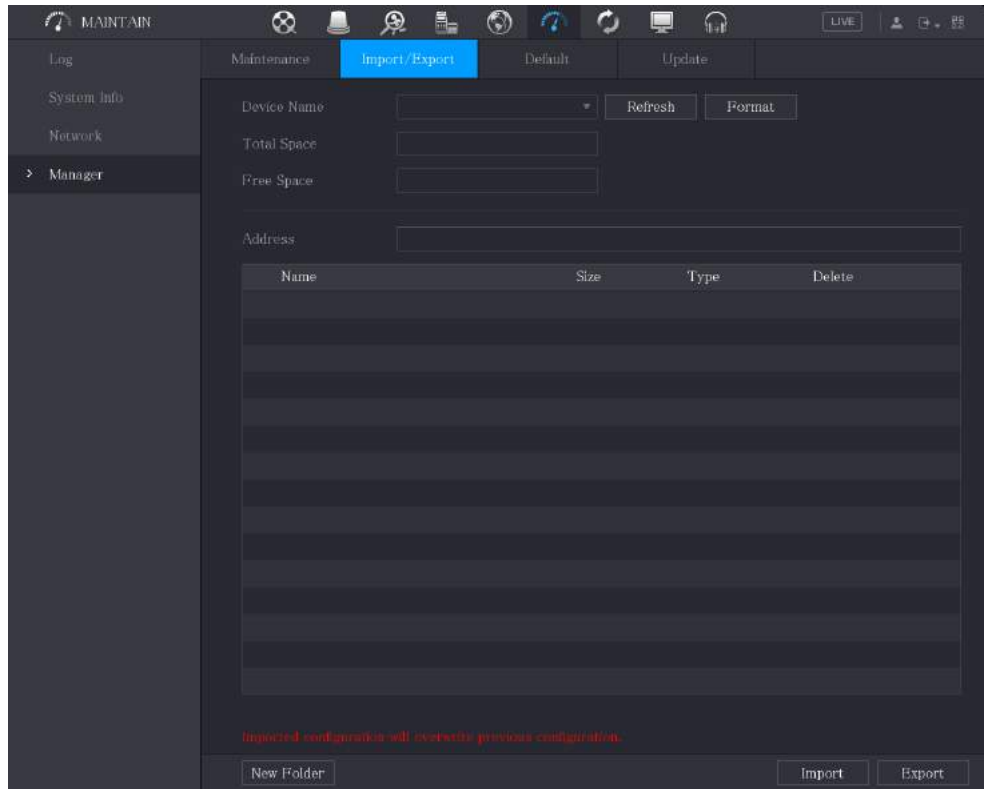 MAINTAIN
LIVE
Log
System Info
Network
Manager
Maintenance Import/Export Default Update
Device Name Refresh Format
Total Space
Free Space
Address
Name Size Type Delete
Imported configuration will overwrite previous configuration.
New Folder Import Export